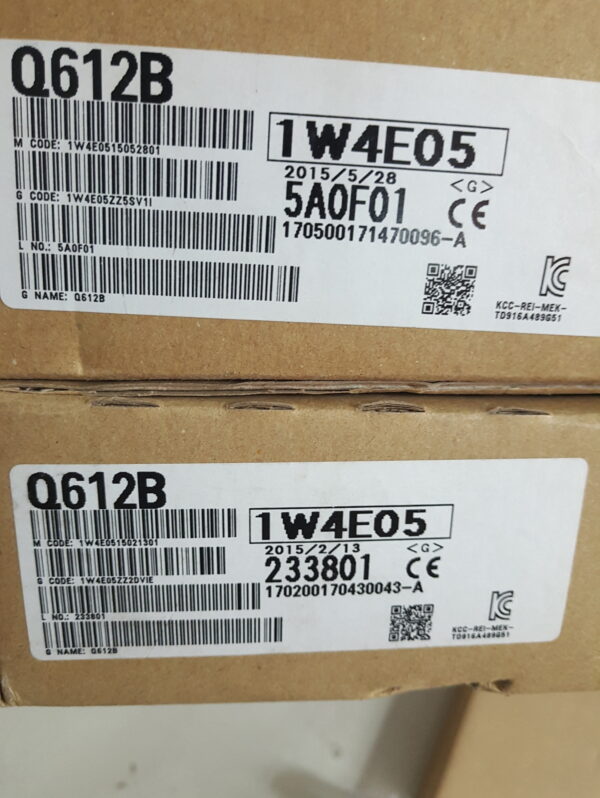 Q612B
M CODE: 1W4E0515052801
G CODE: 1W4E05ZZ5SV1I
L NO.: 5A0F01
G NAME: Q612B
1W4E05
2015/5/28 <G>
5A0F01 CE
170500171470096-A
KC
KCC-REI-MEK-
TD916A489G51
Q612B
M CODE: 1W4E0515021301
G CODE: 1W4E05ZZ2DVIE
L NO.: 233801
G NAME: Q612B
1W4E05
2015/2/13 <G>
233801 CE
170200170430043-A
KC
KCC-REI-MEK-
TD916A489G51